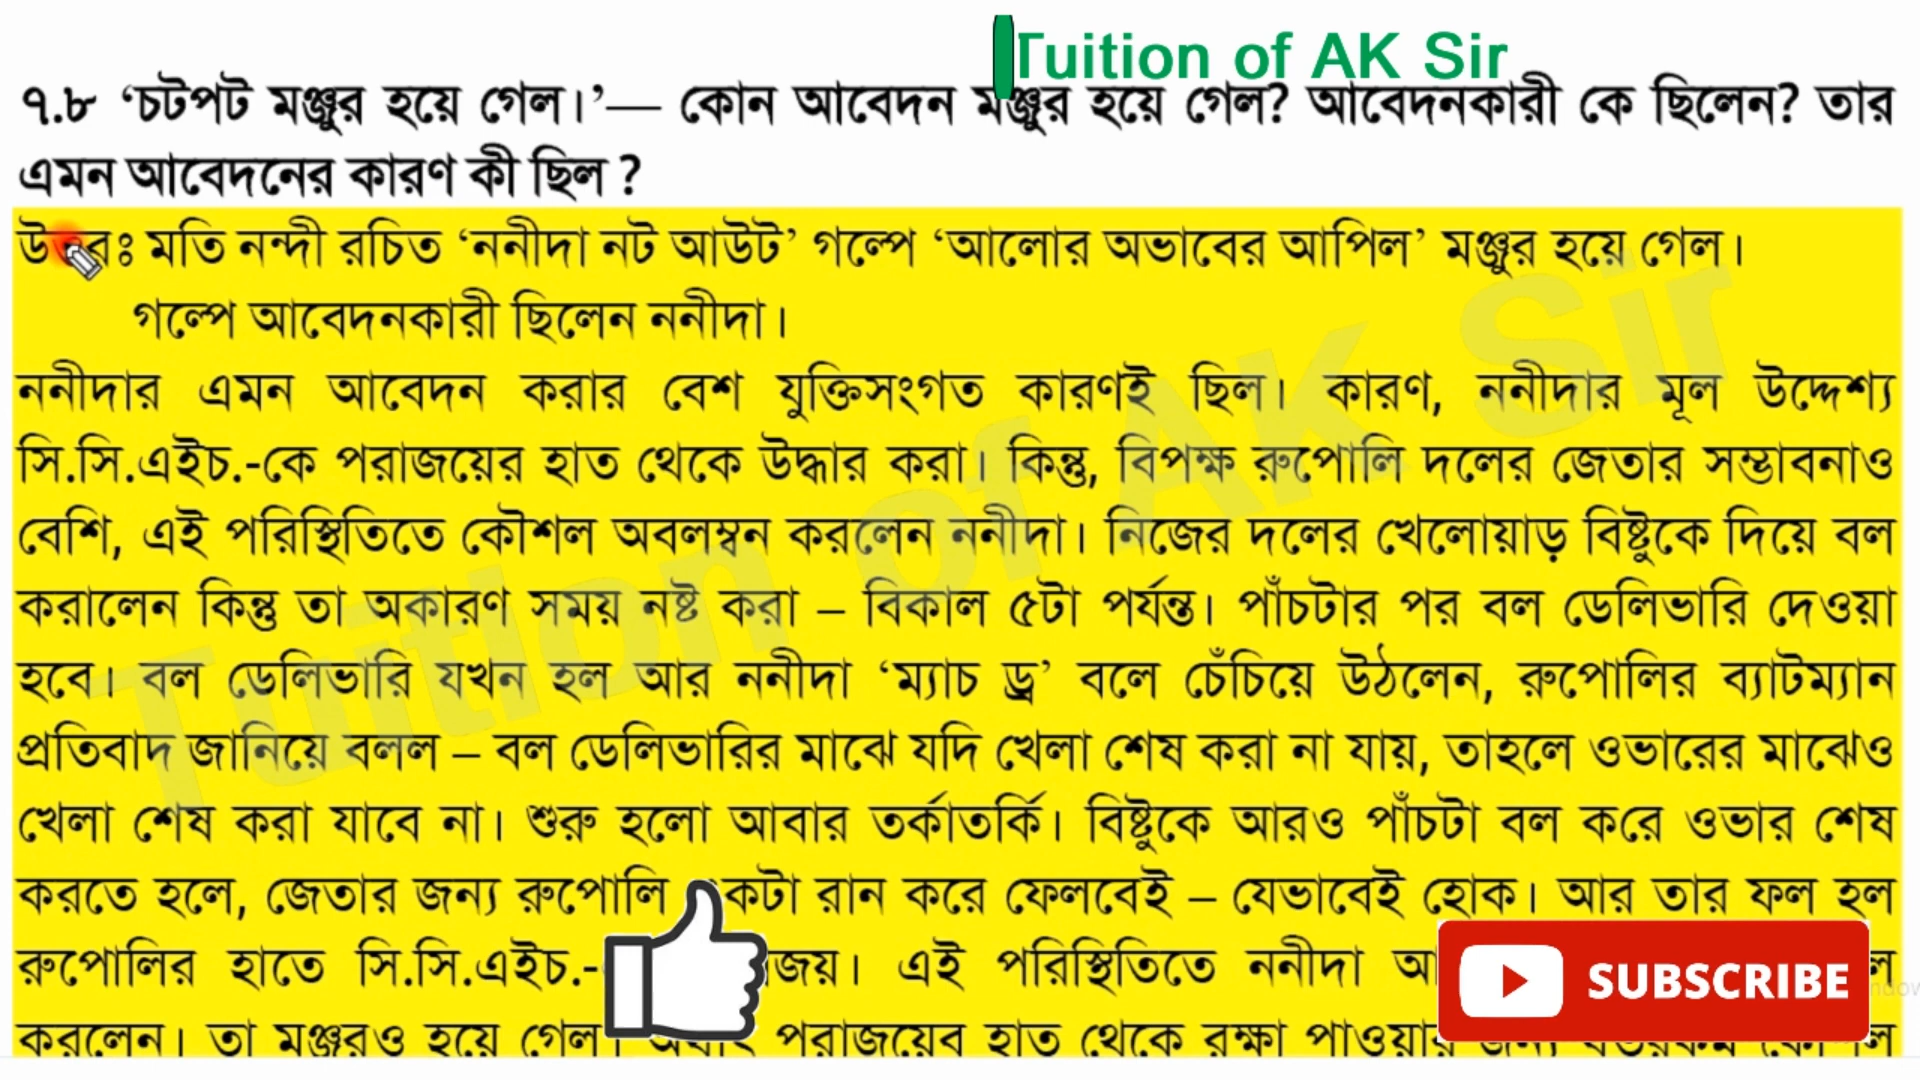 Tuition of AK Sir
৭.৮ ‘চটপট মঞ্জুর হয়ে গেল।’— কোন আবেদন মঞ্জুর হয়ে গেল? আবেদনকারী কে ছিলেন? তার
এমন আবেদনের কারণ কী ছিল ?
মতি নন্দী রচিত ‘ননীদা নট আউট’ গল্পে ‘আলোর অভাবের আপিল’ মঞ্জুর হয়ে গেল।
গল্পে আবেদনকারী ছিলেন ননীদা।
ননীদার এমন আবেদন করার বেশ যুক্তিসংগত কারণই ছিল। কারণ, ননীদার মূল উদ্দেশ্য
সি.সি.এইচ.-কে পরাজয়ের হাত থেকে উদ্ধার করা। কিন্তু, বিপক্ষ রুপোলি দলের জেতার সম্ভাবনাও
বেশি, এই পরিস্থিতিতে কৌশল অবলম্বন করলেন ননীদা। নিজের দলের খেলোয়াড় বিষ্টুকে দিয়ে বল
করালেন কিন্তু তা অকারণ সময় নষ্ট করা – বিকাল ৫টা পর্যন্ত। পাঁচটার পর বল ডেলিভারি দেওয়া
হবে। বল ডেলিভারি যখন হল আর ননীদা ‘ম্যাচ ড্র’ বলে চেঁচিয়ে উঠলেন, রুপোলির ব্যাটম্যান
প্রতিবাদ জানিয়ে বলল – বল ডেলিভারির মাঝে যদি খেলা শেষ করা না যায়, তাহলে ওভারের মাঝেও
খেলা শেষ করা যাবে না। শুরু হলো আবার তর্কাতর্কি। বিষ্টুকে আরও পাঁচটা বল করে ওভার শেষ
করতে হলে, জেতার জন্য রুপোলি কটা রান করে ফেলবেই – যেভাবেই হোক। আর তার ফল হল
রুপোলির হাতে সি.সি.এইচ.- জয়। এই পরিস্থিতিতে ননীদা
করলেন। তা মঞ্জুরও হয়ে গেল। পরাজয়ের হাত থেকে রক্ষা পাওয়ার
SUBSCRIBE
Tuition of AK Sir